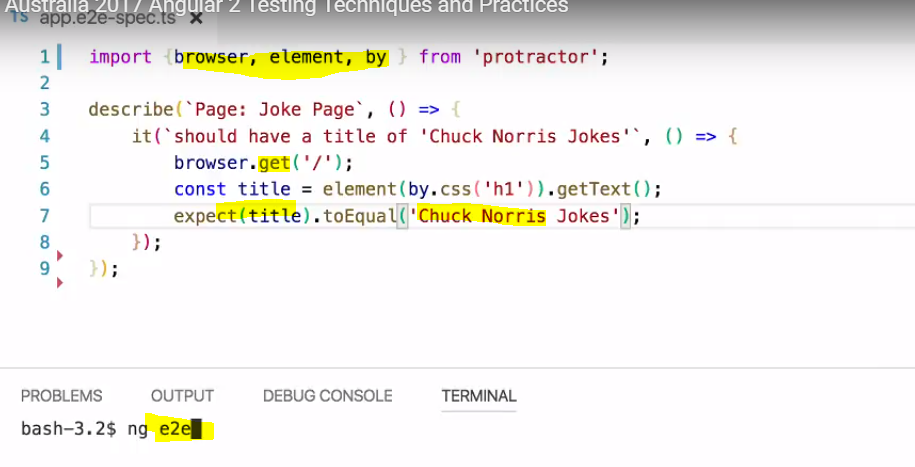 Australia 2017 Angular 2 Testing Techniques and Practices
TS app.e2e-spec.ts ×
1 import {browser, element, by } from 'protractor';
2
3 describe(`Page: Joke Page`, () => {
4 it(`should have a title of 'Chuck Norris Jokes'`, () => {
5 browser.get('/');
6 const title = element(by.css('h1')).getText();
7 expect(title).toEqual('Chuck Norris Jokes');
8 });
9 });
PROBLEMS OUTPUT DEBUG CONSOLE TERMINAL
bash-3.2$ ng e2e